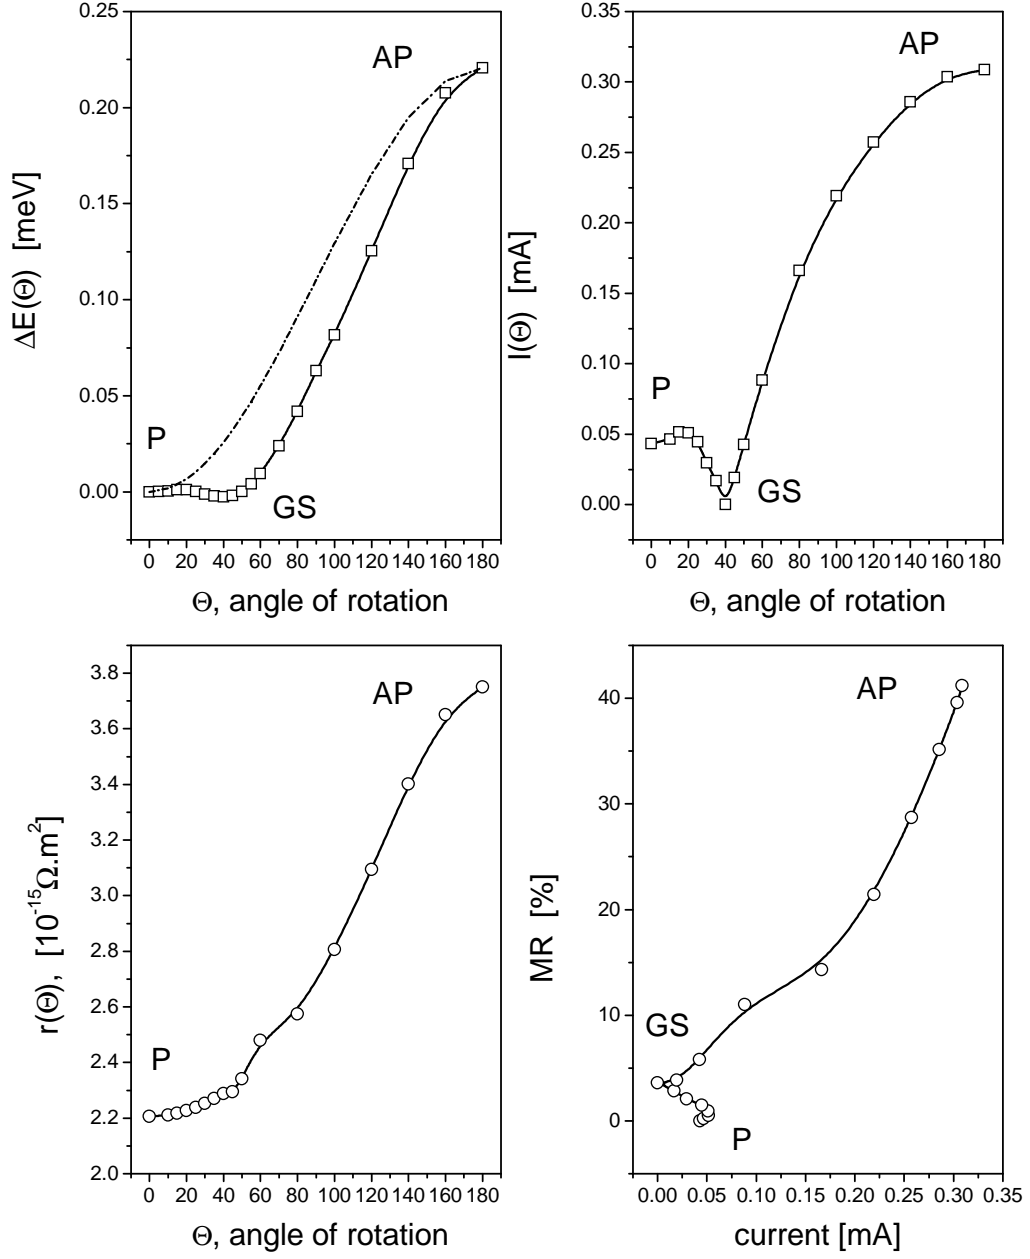 0.25
0.20
0.15
0.10
0.05
0.00
ΔE(Θ) [meV]
AP
P
GS
0 20 40 60 80 100 120 140 160 180
Θ, angle of rotation
0.35
0.30
0.25
0.20
0.15
0.10
0.05
0.00
I(Θ) [mA]
AP
P
GS
0 20 40 60 80 100 120 140 160 180
Θ, angle of rotation
3.8
3.6
3.4
3.2
3.0
2.8
2.6
2.4
2.2
2.0
r(Θ), [10⁻¹⁵Ω.m²]
AP
P
0 20 40 60 80 100 120 140 160 180
Θ, angle of rotation
40
30
20
10
0
MR [%]
AP
GS
P
0.00 0.05 0.10 0.15 0.20 0.25 0.30 0.35
current [mA]